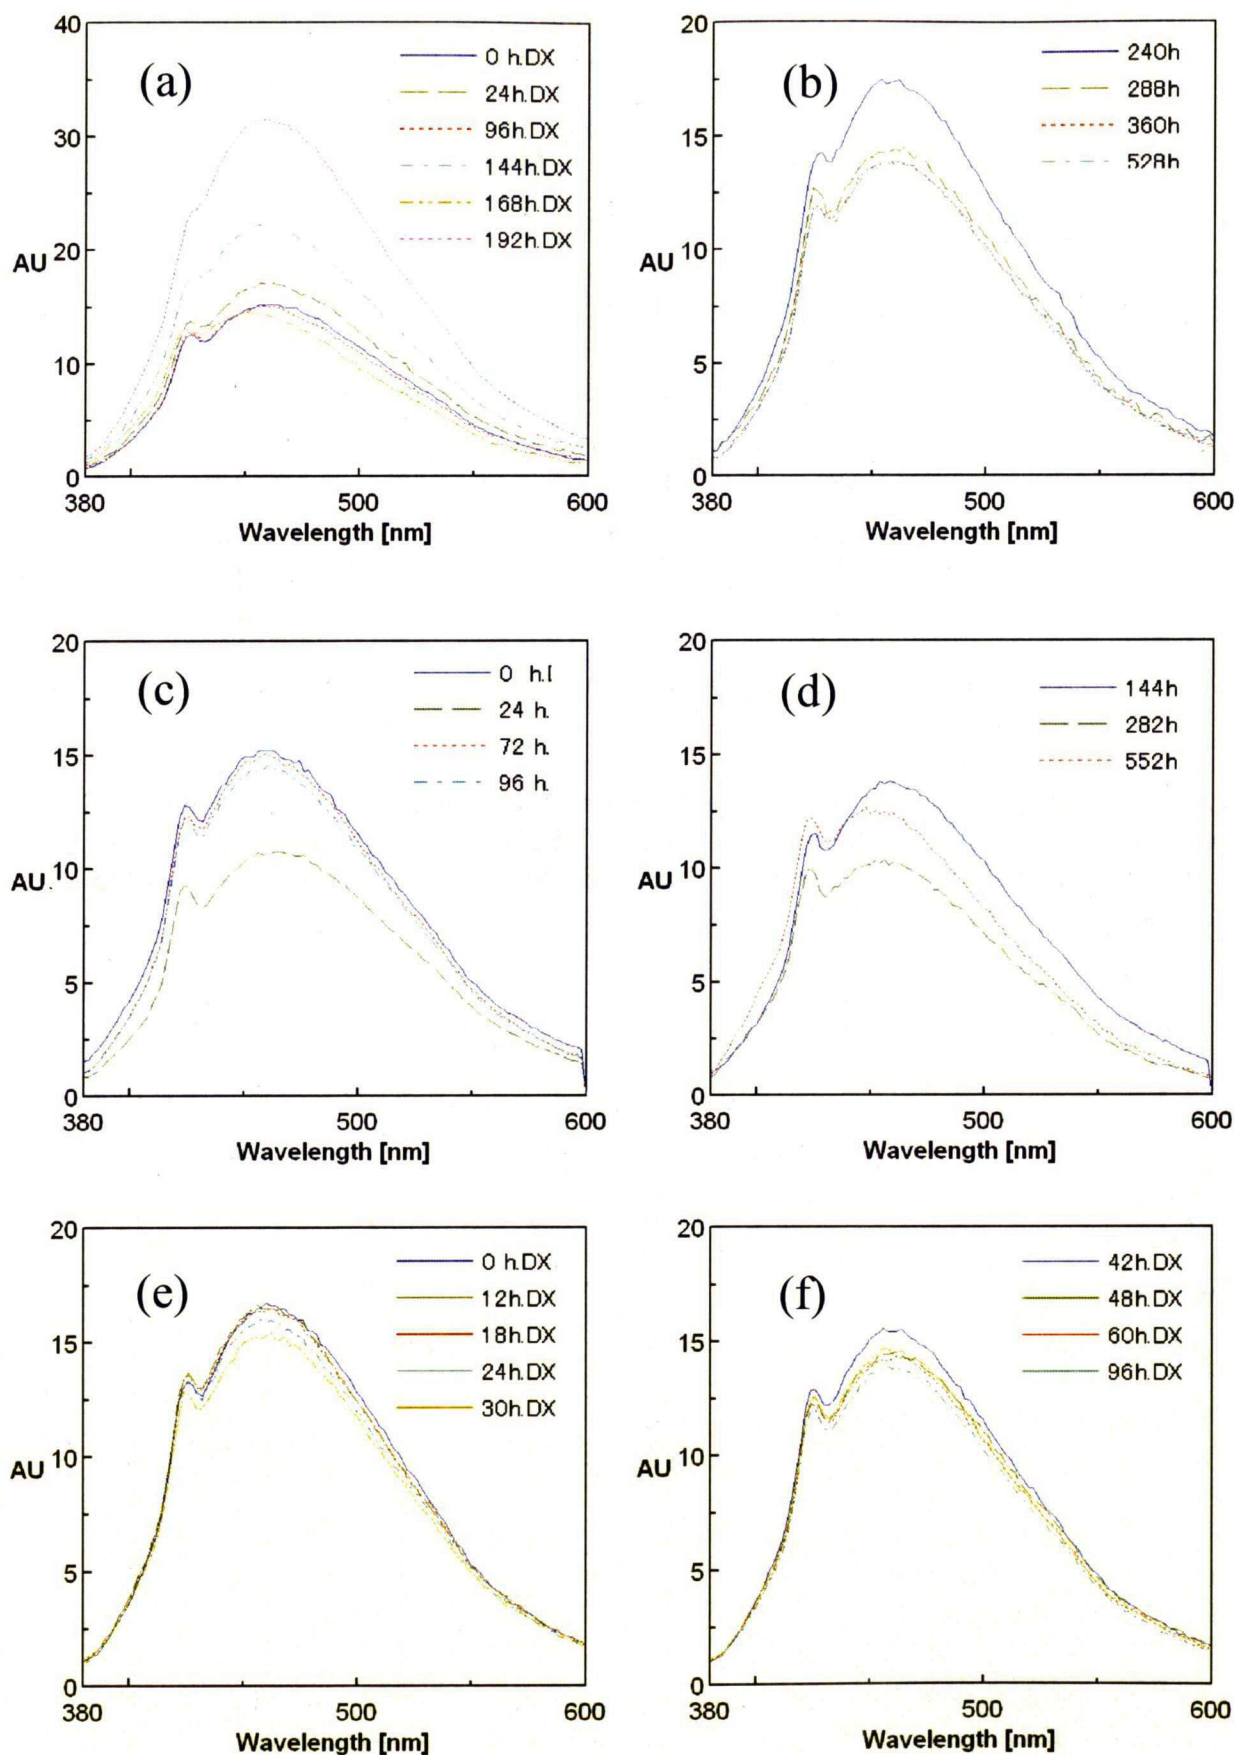 (a)
40
30
20
10
0
AU
380
500
600
Wavelength [nm]
0 h.DX
24h.DX
96h.DX
144h.DX
168h.DX
192h.DX
(b)
20
15
10
5
0
AU
380
500
600
Wavelength [nm]
240h
288h
360h
528h
(c)
20
15
10
5
0
AU
380
500
600
Wavelength [nm]
0 h.[
24 h.
72 h.
96 h.
(d)
20
15
10
5
0
AU
380
500
600
Wavelength [nm]
144h
282h
552h
(e)
20
15
10
5
0
AU
380
500
600
Wavelength [nm]
0 h.DX
12h.DX
18h.DX
24h.DX
30h.DX
(f)
20
15
10
5
0
AU
380
500
600
Wavelength [nm]
42h.DX
48h.DX
60h.DX
96h.DX